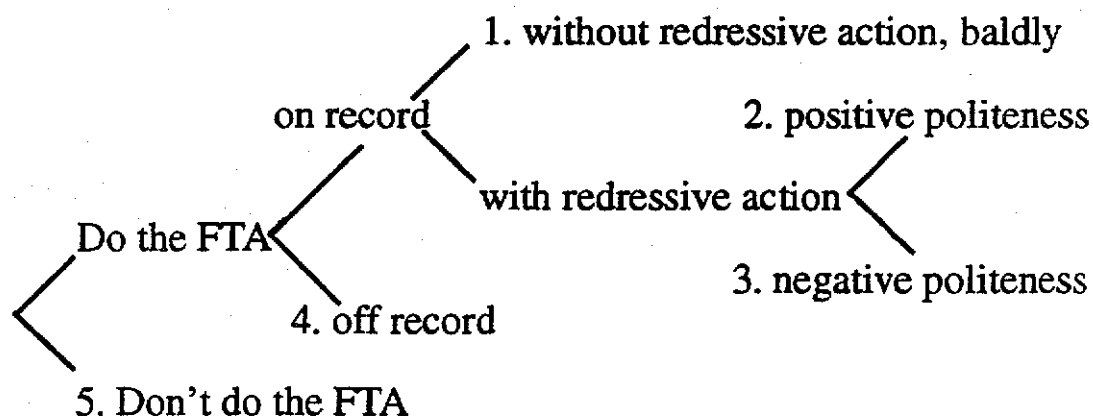 1. without redressive action, baldly
on record
2. positive politeness
with redressive action
Do the FTA
3. negative politeness
4. off record
5. Don't do the FTA